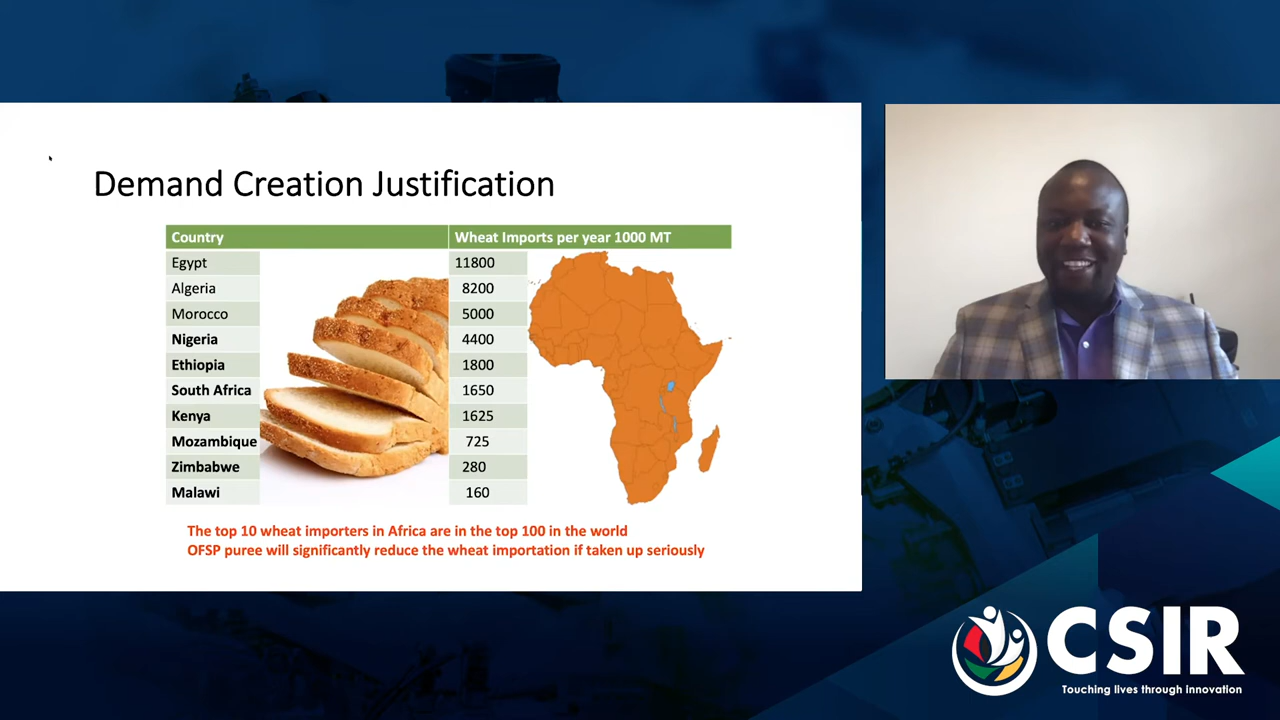 Demand Creation Justification
Country Wheat Imports per year 1000 MT
Egypt 11800
Algeria 8200
Morocco 5000
Nigeria 4400
Ethiopia 1800
South Africa 1650
Kenya 1625
Mozambique 725
Zimbabwe 280
Malawi 160
The top 10 wheat importers in Africa are in the top 100 in the world
OFSP puree will significantly reduce the wheat importation if taken up seriously
CSIR
Touching lives through innovation